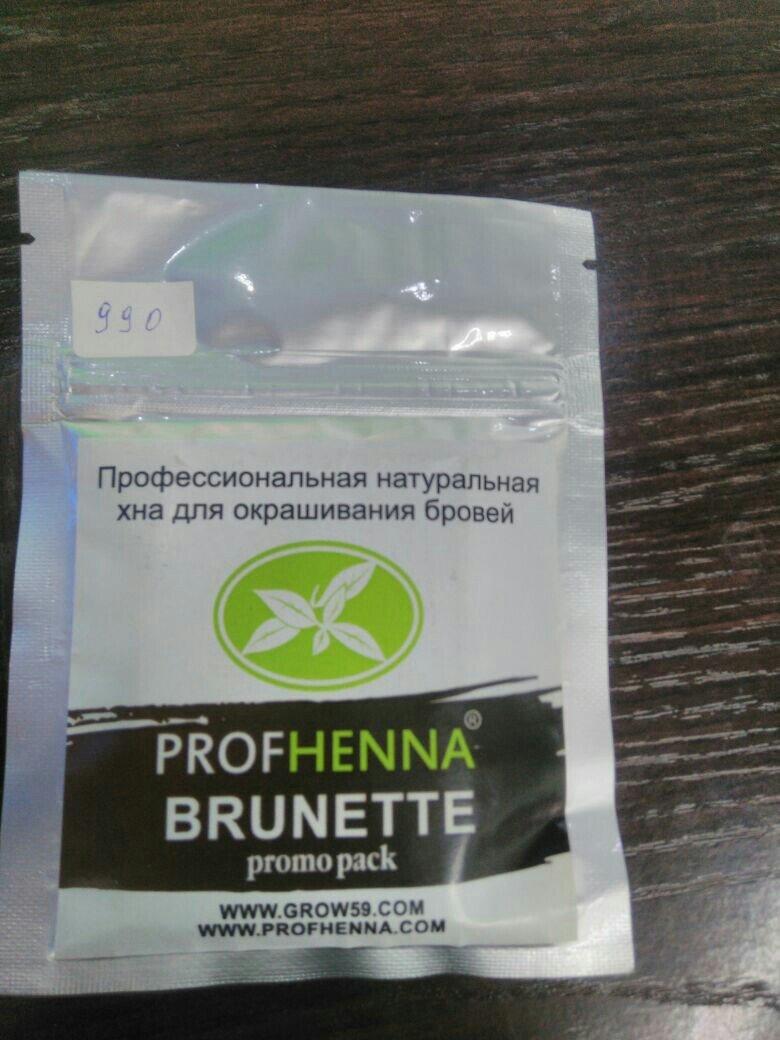 990
Профессиональная натуральная
хна для окрашивания бровей
PROFHENNA®
BRUNETTE
promo pack
WWW.GROW59.COM
WWW.PROFHENNA.COM